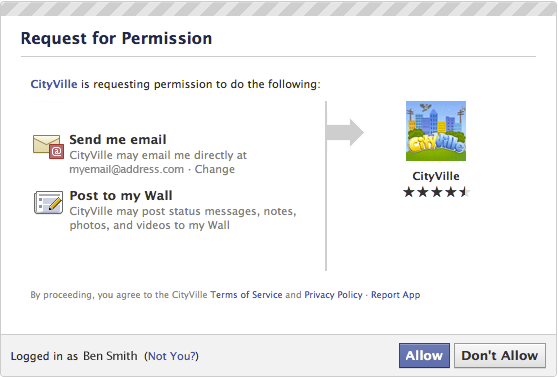 Request for Permission
CityVille is requesting permission to do the following:
Send me email
CityVille may email me directly at
myemail@address.com · Change
Post to my Wall
CityVille may post status messages, notes,
photos, and videos to my Wall
CityVille
CityVille
By proceeding, you agree to the CityVille Terms of Service and Privacy Policy · Report App
Logged in as Ben Smith (Not You?)
Allow
Don't Allow